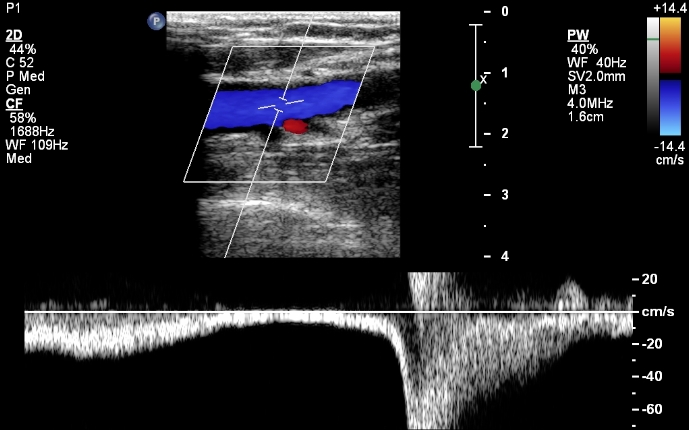 P1
2D
44%
C 52
P Med
Gen
CF
58%
1688Hz
WF 109Hz
Med
P
0
1
2
3
4
X
PW
40%
WF 40Hz
SV2.0mm
M3
4.0MHz
1.6cm
+14.4
-14.4
cm/s
20
cm/s
-20
-40
-60